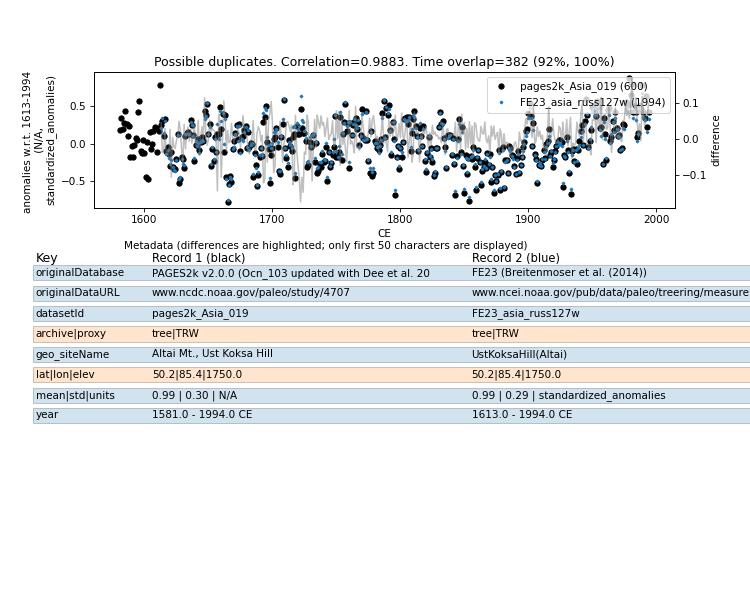 Possible duplicates. Correlation=0.9883. Time overlap=382 (92%, 100%)
anomalies w.r.t. 1613-1994
(N/A,
standardized_anomalies)
0.5
0.0
−0.5
pages2k_Asia_019 (600)
FE23_asia_russ127w (1994)
0.1
0.0
−0.1
difference
1600 1700 1800 1900 2000
CE
Metadata (differences are highlighted; only first 50 characters are displayed)
Key Record 1 (black) Record 2 (blue)
originalDatabase PAGES2k v2.0.0 (Ocn_103 updated with Dee et al. 20 FE23 (Breitenmoser et al. (2014))
originalDataURL www.ncdc.noaa.gov/paleo/study/4707 www.ncei.noaa.gov/pub/data/paleo/treering/measure
datasetId pages2k_Asia_019 FE23_asia_russ127w
archive|proxy tree|TRW tree|TRW
geo_siteName Altai Mt., Ust Koksa Hill UstKoksaHill(Altai)
lat|lon|elev 50.2|85.4|1750.0 50.2|85.4|1750.0
mean|std|units 0.99 | 0.30 | N/A 0.99 | 0.29 | standardized_anomalies
year 1581.0 - 1994.0 CE 1613.0 - 1994.0 CE